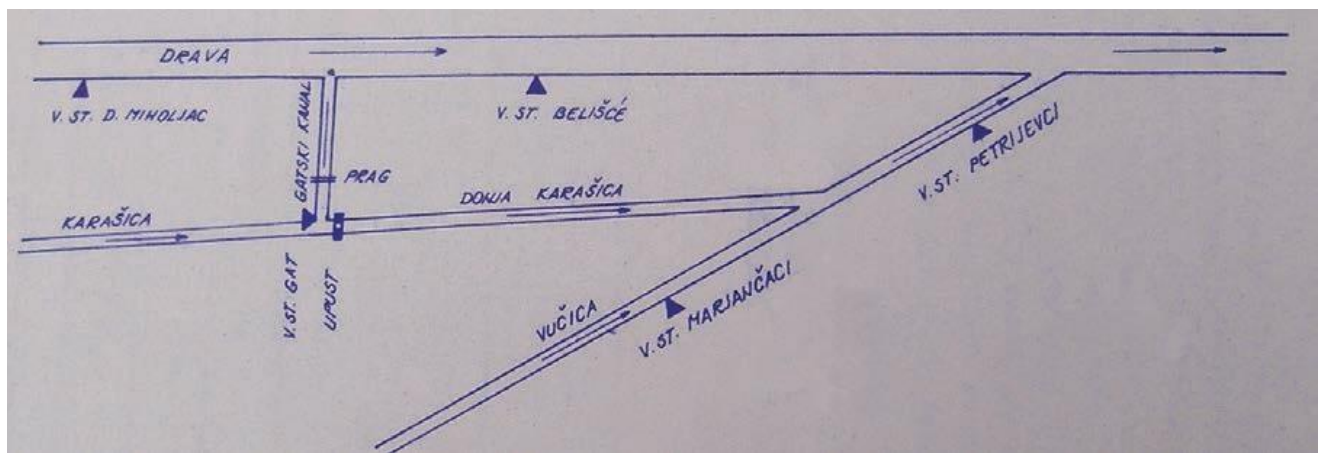 DRAVA
V. ST. D. MIHOLJAC
GATSKI KANAL
V. ST. BELIŠĆE
PRAG
V. ST. PETRIJEVCI
KARAŠICA
DONJA KARAŠICA
V. ST. GAT
UPUST
VUČICA
V. ST. MARJANČACI